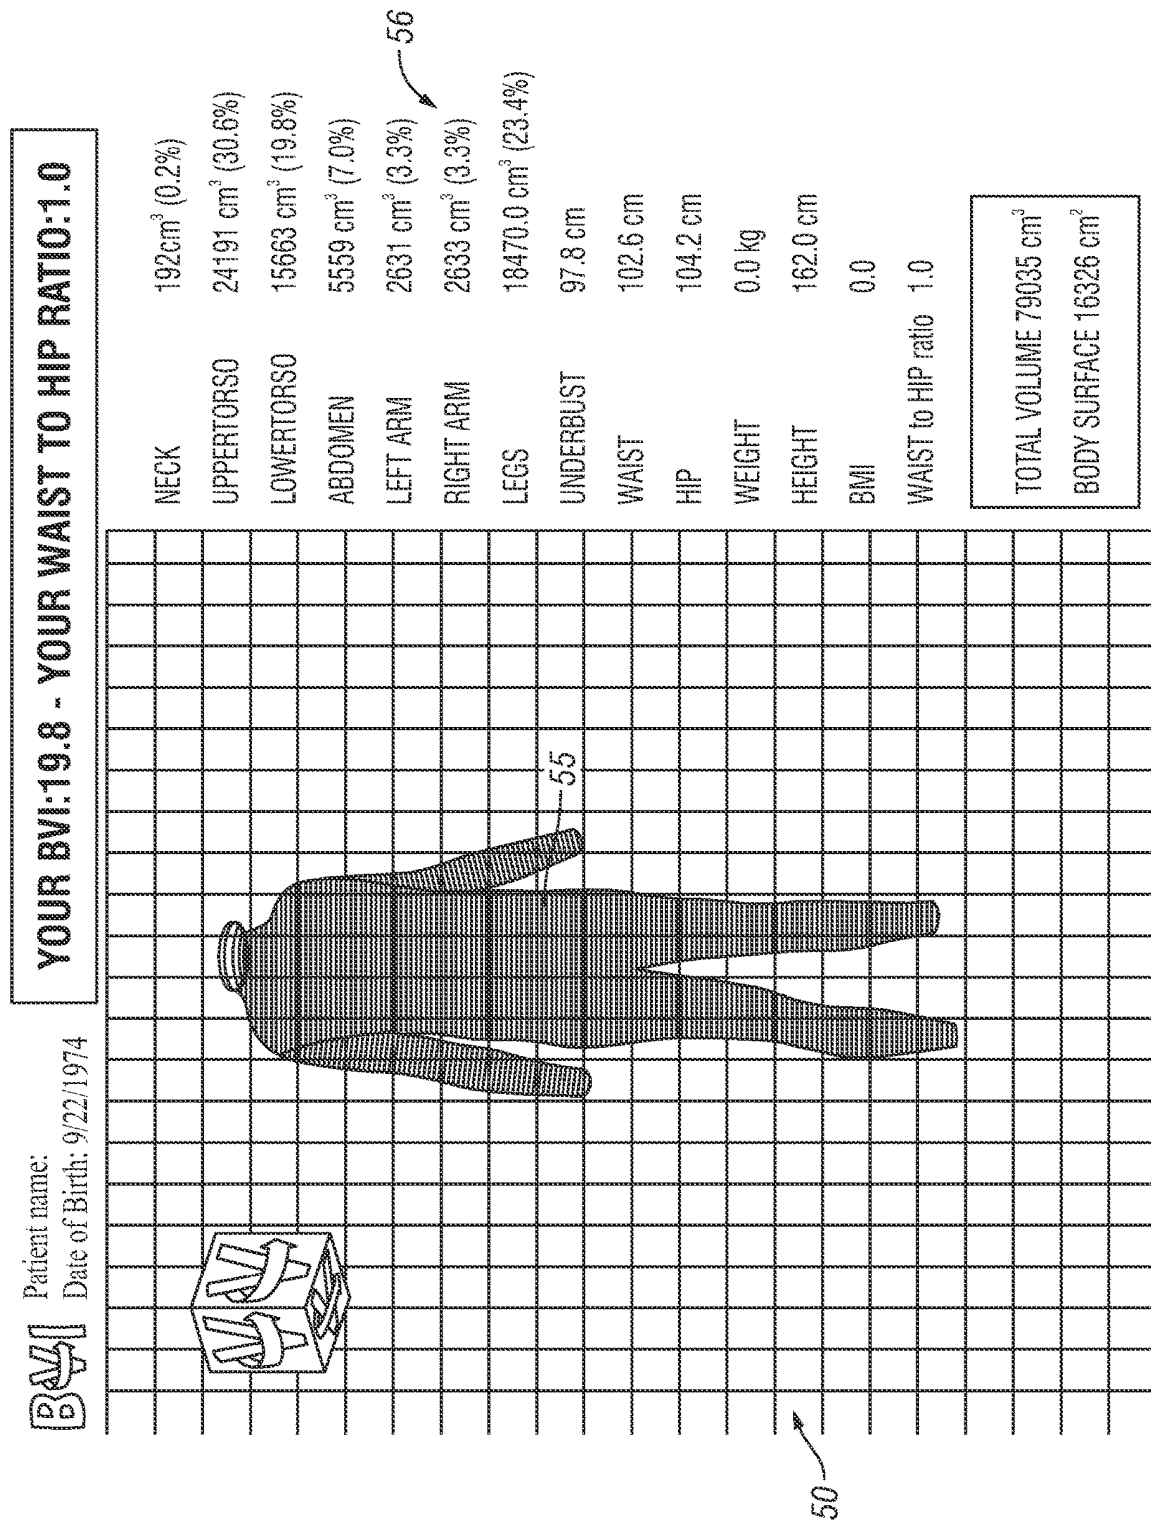 BVI
Patient name:
Date of Birth: 9/22/1974
YOUR BVI:19.8 - YOUR WAIST TO HIP RATIO:1.0
NECK 192cm³ (0.2%)
UPPERTORSO 24191 cm³ (30.6%)
LOWERTORSO 15663 cm³ (19.8%)
ABDOMEN 5559 cm³ (7.0%)
LEFT ARM 2631 cm³ (3.3%)
RIGHT ARM 2633 cm³ (3.3%)
LEGS 18470.0 cm³ (23.4%)
UNDERBUST 97.8 cm
WAIST 102.6 cm
HIP 104.2 cm
WEIGHT 0.0 kg
HEIGHT 162.0 cm
BMI 0.0
WAIST to HIP ratio 1.0
TOTAL VOLUME 79035 cm³
BODY SURFACE 16326 cm²
56
55
50